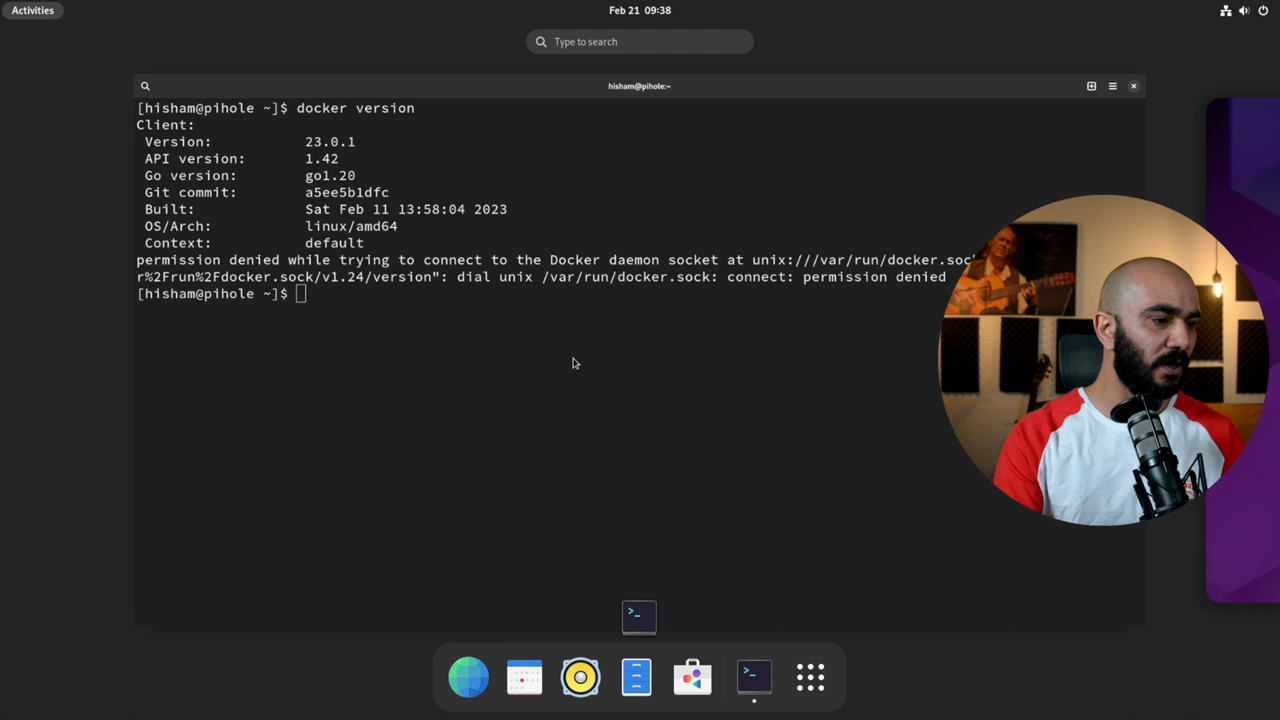 Activities
Feb 21 09:38
Type to search
hisham@pihole:~
[hisham@pihole ~]$ docker version
Client:
Version: 23.0.1
API version: 1.42
Go version: go1.20
Git commit: a5ee5b1dfc
Built: Sat Feb 11 13:58:04 2023
OS/Arch: linux/amd64
Context: default
permission denied while trying to connect to the Docker daemon socket at unix:///var/run/docker.soc
r%2Frun%2Fdocker.sock/v1.24/version": dial unix /var/run/docker.sock: connect: permission denied
[hisham@pihole ~]$
>_
>_